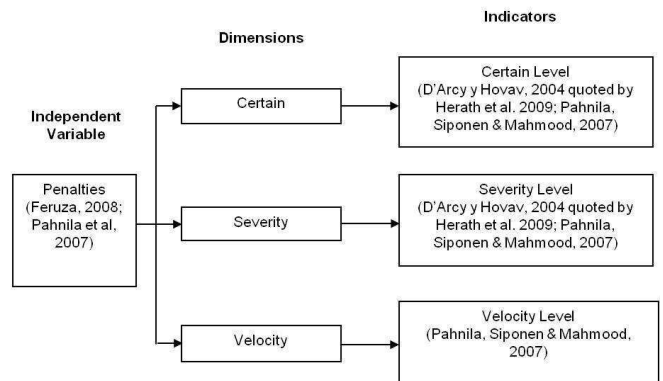 Indicators
Dimensions
Independent
Variable
Penalties
(Feruza, 2008;
Pahnila et al,
2007)
Certain
Severity
Velocity
Certain Level
(D'Arcy y Hovav, 2004 quoted by
Herath et al. 2009; Pahnila,
Siponen & Mahmood, 2007)
Severity Level
(D'Arcy y Hovav, 2004 quoted by
Herath et al. 2009; Pahnila,
Siponen & Mahmood, 2007)
Velocity Level
(Pahnila, Siponen & Mahmood,
2007)